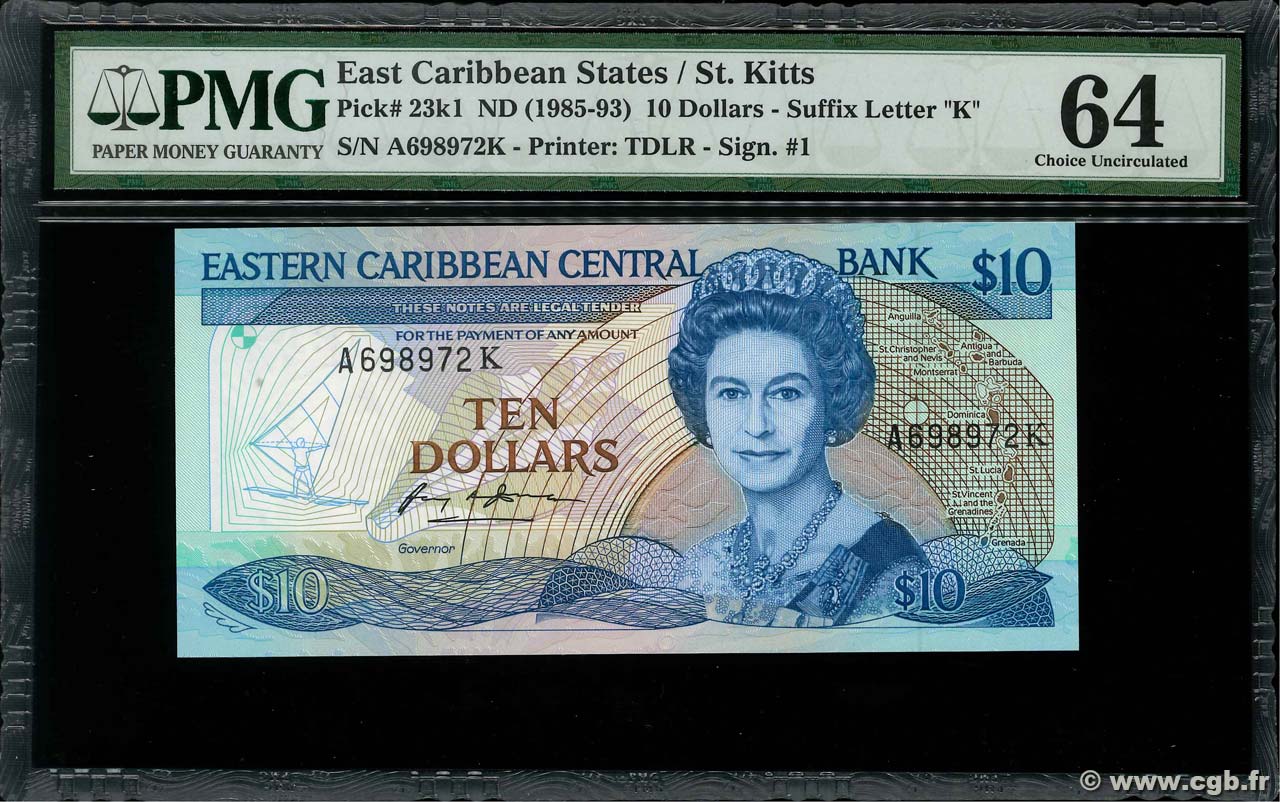 PMG
PAPER MONEY GUARANTY
East Caribbean States / St. Kitts
Pick# 23k1 ND (1985-93) 10 Dollars - Suffix Letter "K"
S/N A698972K - Printer: TDLR - Sign. #1
64
Choice Uncirculated
EASTERN CARIBBEAN CENTRAL BANK $10
THESE NOTES ARE LEGAL TENDER
FOR THE PAYMENT OF ANY AMOUNT
A698972K
TEN
DOLLARS
Governor
$10
Anguilla
St.Christopher
and Nevis
Antigua
and
Barbuda
Montserrat
Dominica
A698972K
St.Lucia
St.Vincent
and the
Grenadines
Grenada
$10
© www.cgb.fr